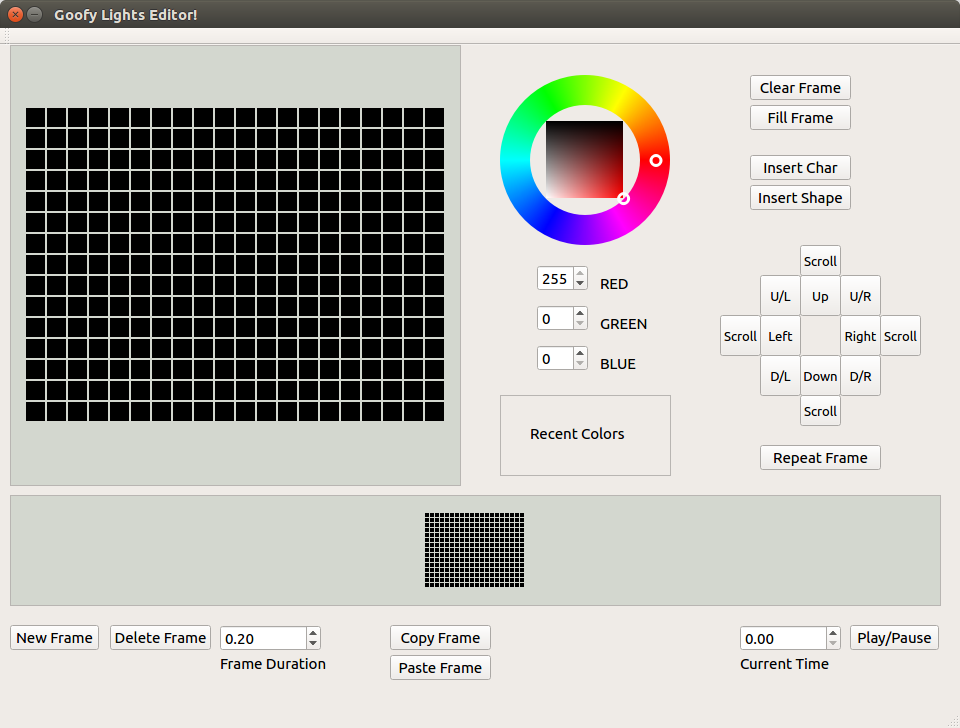 Goofy Lights Editor!
Clear Frame
Fill Frame
Insert Char
Insert Shape
255 RED
0 GREEN
0 BLUE
Recent Colors
Scroll
U/L Up U/R
Scroll Left Right Scroll
D/L Down D/R
Scroll
Repeat Frame
New Frame Delete Frame 0.20 Copy Frame 0.00 Play/Pause
Frame Duration Paste Frame Current Time